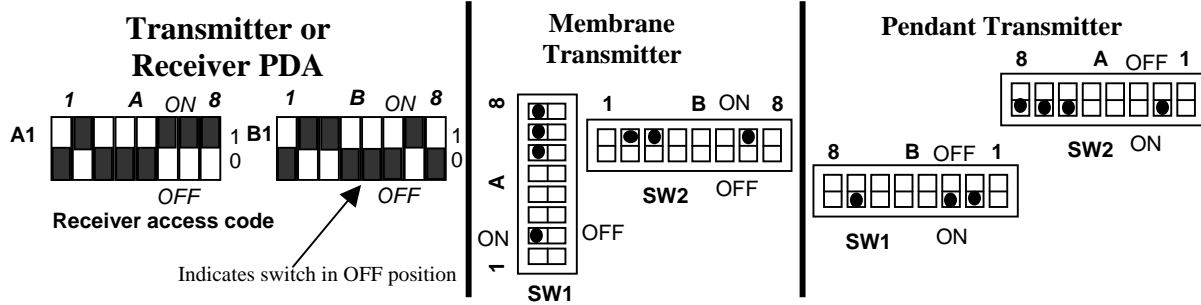 Transmitter or
Receiver PDA
1 A ON 8
A1
1
0
OFF
Receiver access code
1 B ON 8
B1
1
0
OFF
Indicates switch in OFF position
Membrane
Transmitter
8
A
1
ON
OFF
SW1
1 B ON 8
SW2 OFF
Pendant Transmitter
8 A OFF 1
SW2 ON
8 B OFF 1
SW1 ON